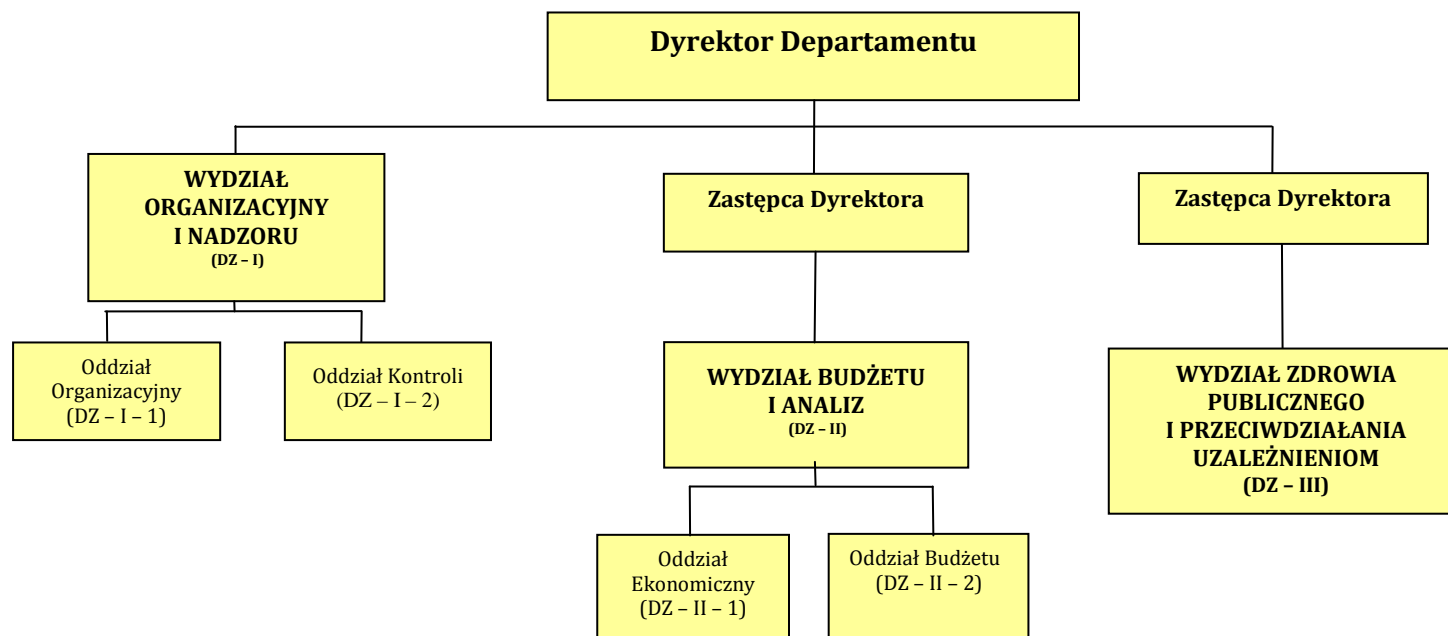 Dyrektor Departamentu
WYDZIAŁ
ORGANIZACYJNY
I NADZORU
(DZ – I)
Zastępca Dyrektora
Zastępca Dyrektora
Oddział
Organizacyjny
(DZ – I – 1)
Oddział Kontroli
(DZ – I – 2)
WYDZIAŁ BUDŻETU
I ANALIZ
(DZ – II)
WYDZIAŁ ZDROWIA
PUBLICZNEGO
I PRZECIWDZIAŁANIA
UZALEŻNIENIOM
(DZ – III)
Oddział
Ekonomiczny
(DZ – II – 1)
Oddział Budżetu
(DZ – II – 2)